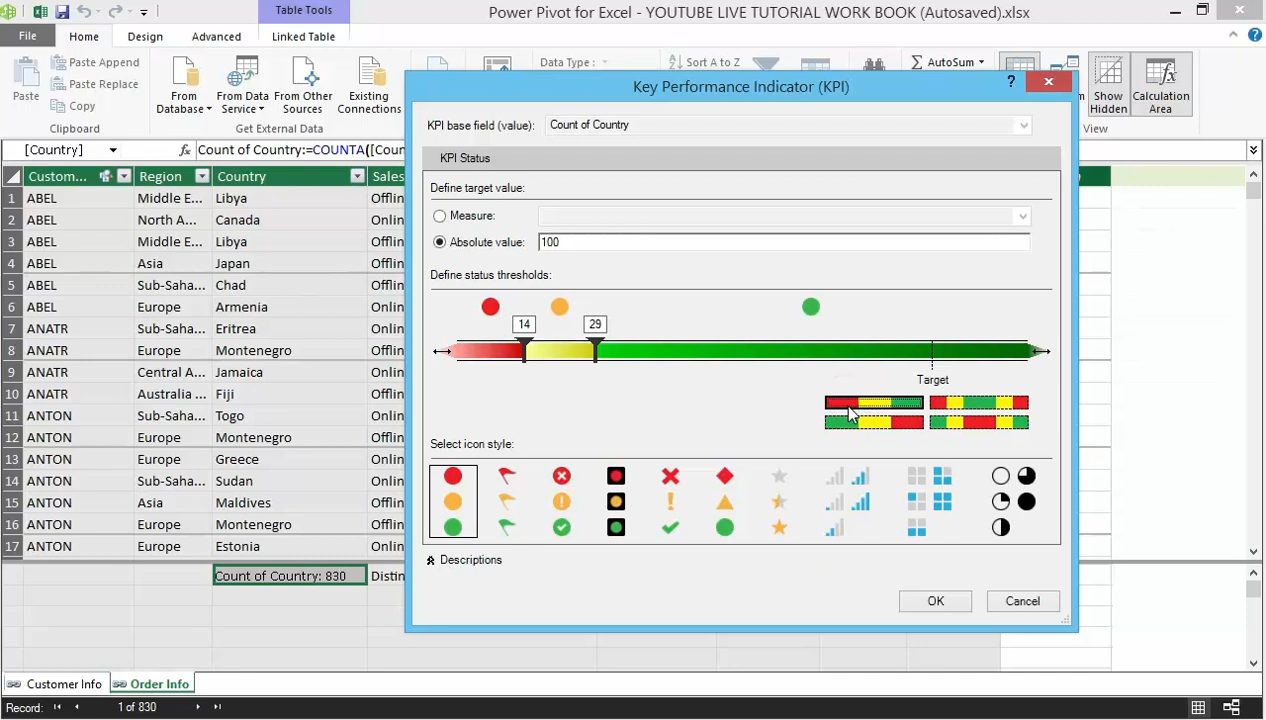 Table Tools
Power Pivot for Excel - YOUTUBE LIVE TUTORIAL WORK BOOK (Autosaved).xlsx
File Home Design Advanced Linked Table
Paste
Paste Append
Paste Replace
Copy
Clipboard
From Database
From Data Service
From Other Sources
Existing Connections
Get External Data
Data Type :
Sort A to Z
AutoSum
Show Hidden
Calculation Area
View
[Country] fx Count of Country:=COUNTA([Coun
Custom... Region Country Sales
1 ABEL Middle E... Libya Offlin
2 ABEL North A... Canada Offlin
3 ABEL Middle E... Libya Offlin
4 ABEL Asia Japan Offlin
5 ABEL Sub-Saha... Chad Offlin
6 ABEL Europe Armenia Onlin
7 ANATR Sub-Saha... Eritrea Onlin
8 ANATR Europe Montenegro Offlin
9 ANATR Central A... Jamaica Offlin
10 ANATR Australia ... Fiji Offlin
11 ANTON Sub-Saha... Togo Offlin
12 ANTON Europe Montenegro Offlin
13 ANTON Europe Greece Onlin
14 ANTON Sub-Saha... Sudan Onlin
15 ANTON Asia Maldives Offlin
16 ANTON Europe Montenegro Offlin
17 ANTON Europe Estonia Onlin
Count of Country: 830 Distin
Customer Info Order Info
Record: 1 of 830
Key Performance Indicator (KPI)
?
KPI base field (value): Count of Country
KPI Status
Define target value:
Measure:
Absolute value: 100
Define status thresholds:
14 29
Target
Select icon style:
Descriptions
OK Cancel